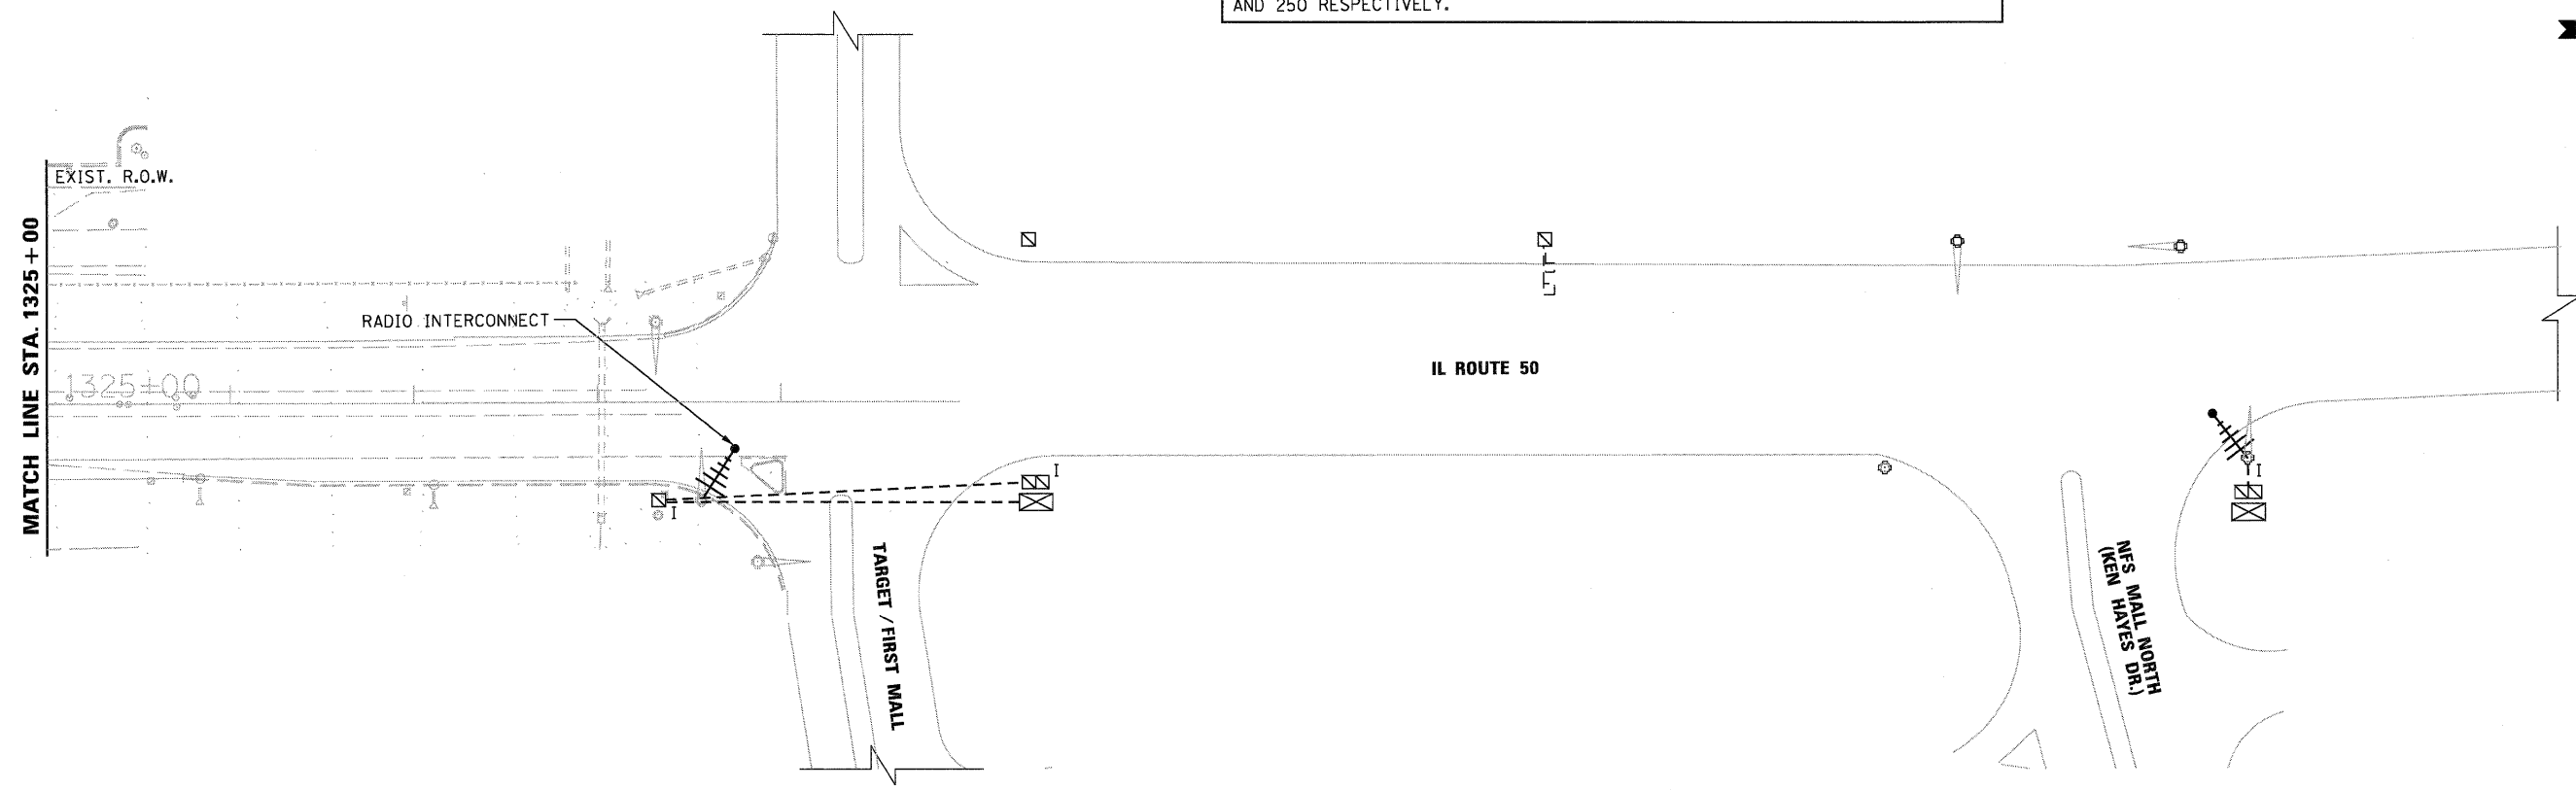 AND 250 RESPECTIVELY.
EXIST. R.O.W.
MATCH LINE STA. 1325+00
RADIO INTERCONNECT
1325+00
IL ROUTE 50
I
I
I
TARGET / FIRST MALL
NFS MALL NORTH
(KEN HAYES DR.)